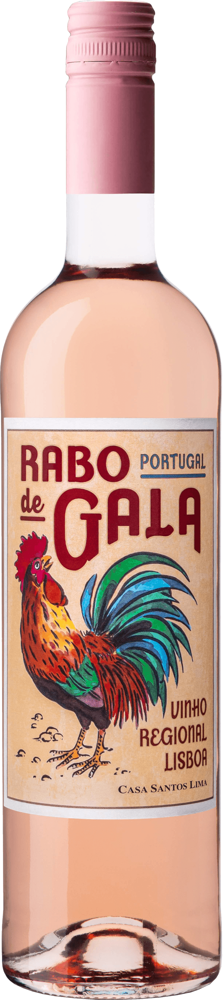 RABO PORTUGAL
de GALA
VINHO
REGIONAL
LISBOA
CASA SANTOS LIMA